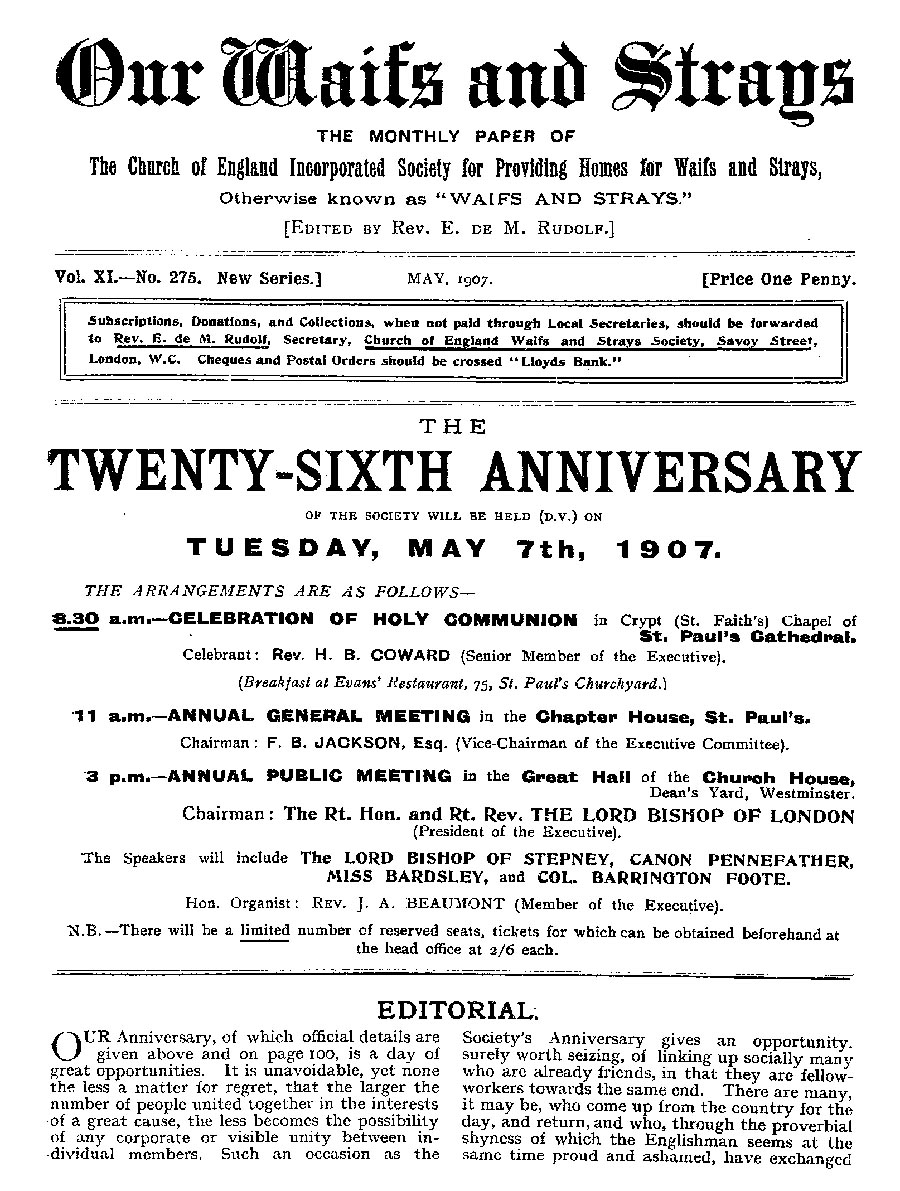 Our Waifs and Strays
THE MONTHLY PAPER OF
The Church of England Incorporated Society for Providing Homes for Waifs and Strays,
Otherwise known as "WAIFS AND STRAYS."
[EDITED BY Rev. E. DE M. RUDOLF.]
Vol. XI.—No. 275. New Series.] MAY, 1907. [Price One Penny.
Subscriptions, Donations, and Collections, when not paid through Local Secretaries, should be forwarded
to Rev. E. de M. Rudolf, Secretary, Church of England Waifs and Strays Society, Savoy Street,
London, W.C. Cheques and Postal Orders should be crossed "Lloyds Bank."
THE
TWENTY-SIXTH ANNIVERSARY
OF THE SOCIETY WILL BE HELD (D.V.) ON
TUESDAY, MAY 7th, 1907.
THE ARRANGEMENTS ARE AS FOLLOWS—
8.30 a.m.—CELEBRATION OF HOLY COMMUNION in Crypt (St. Faith's) Chapel of
St. Paul's Cathedral.
Celebrant: Rev. H. B. COWARD (Senior Member of the Executive).
(Breakfast at Evans' Restaurant, 75, St. Paul's Churchyard.)
11 a.m.—ANNUAL GENERAL MEETING in the Chapter House, St. Paul's.
Chairman: F. B. JACKSON, Esq. (Vice-Chairman of the Executive Committee).
3 p.m.—ANNUAL PUBLIC MEETING in the Great Hall of the Church House,
Dean's Yard, Westminster.
Chairman: The Rt. Hon. and Rt. Rev. THE LORD BISHOP OF LONDON
(President of the Executive).
The Speakers will include The LORD BISHOP OF STEPNEY, CANON PENNEFATHER,
MISS BARDSLEY, and COL. BARRINGTON FOOTE.
Hon. Organist: REV. J. A. BEAUMONT (Member of the Executive).
N.B.—There will be a limited number of reserved seats, tickets for which can be obtained beforehand at
the head office at 2/6 each.
EDITORIAL.
OUR Anniversary, of which official details are
given above and on page 100, is a day of
great opportunities. It is unavoidable, yet none
the less a matter for regret, that the larger the
number of people united together in the interests
of a great cause, the less becomes the possibility
of any corporate or visible unity between in-
dividual members. Such an occasion as the
Society's Anniversary gives an opportunity,
surely worth seizing, of linking up socially many
who are already friends, in that they are fellow-
workers towards the same end. There are many,
it may be, who come up from the country for the
day, and return, and who, through the proverbial
shyness of which the Englishman seems at the
same time proud and ashamed, have exchanged